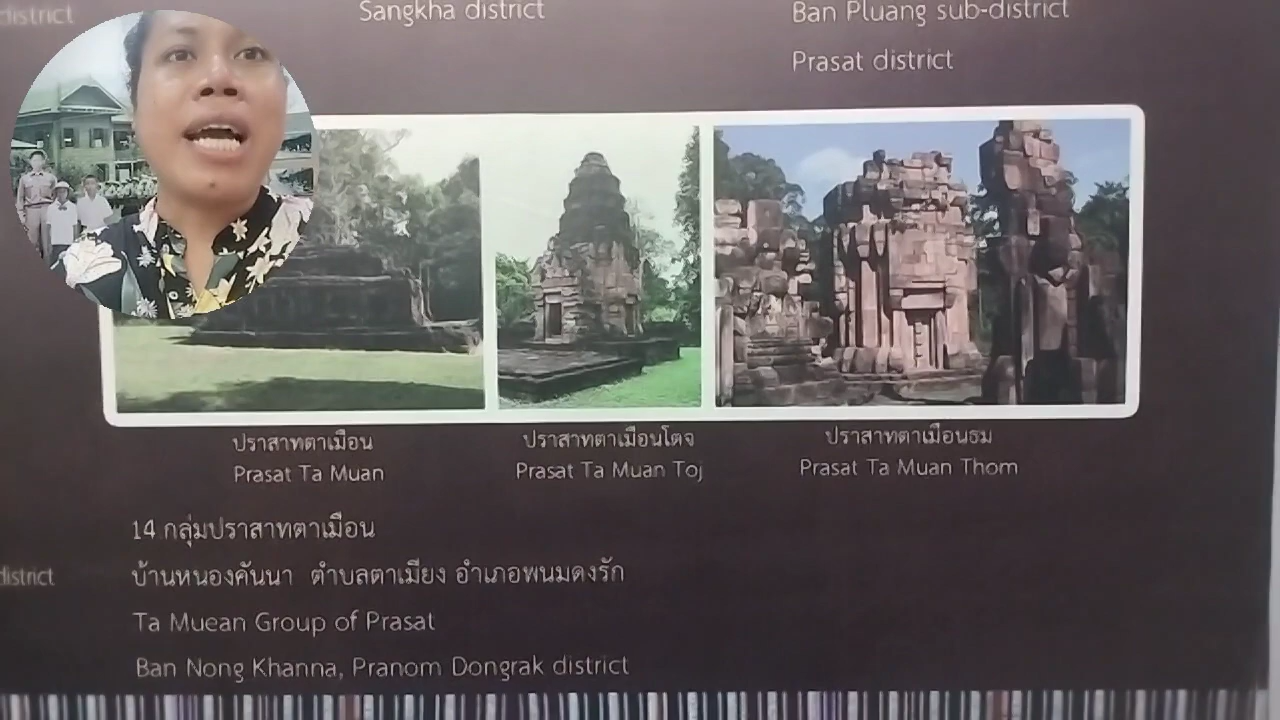 district
Sangkha district
Ban Pluang sub-district
Prasat district
ปราสาทตาเมือน
Prasat Ta Muan
ปราสาทตาเมือนโตจ
Prasat Ta Muan Toj
ปราสาทตาเมือนธม
Prasat Ta Muan Thom
14 กลุ่มปราสาทตาเมือน
บ้านหนองคันนา ตำบลตาเมียง อำเภอพนมดงรัก
district
Ta Muean Group of Prasat
Ban Nong Khanna, Pranom Dongrak district